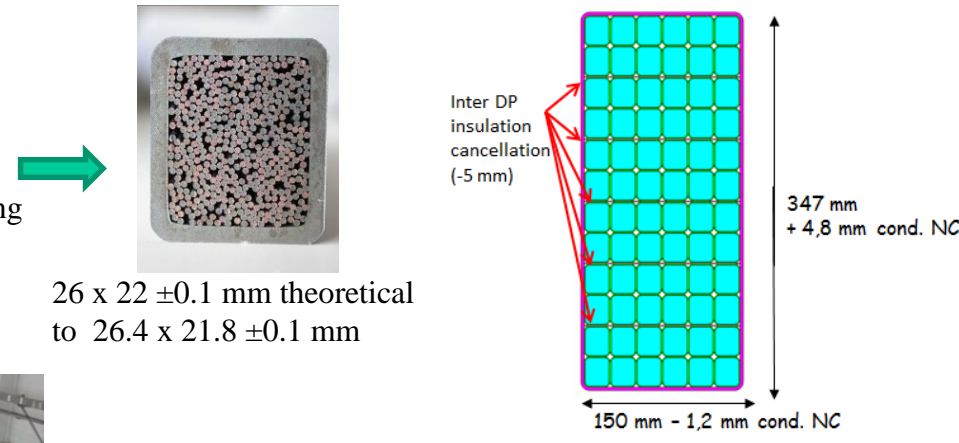 ng
26 x 22 ±0.1 mm theoretical
to 26.4 x 21.8 ±0.1 mm
Inter DP
insulation
cancellation
(-5 mm)
347 mm
+ 4,8 mm cond. NC
150 mm – 1,2 mm cond. NC